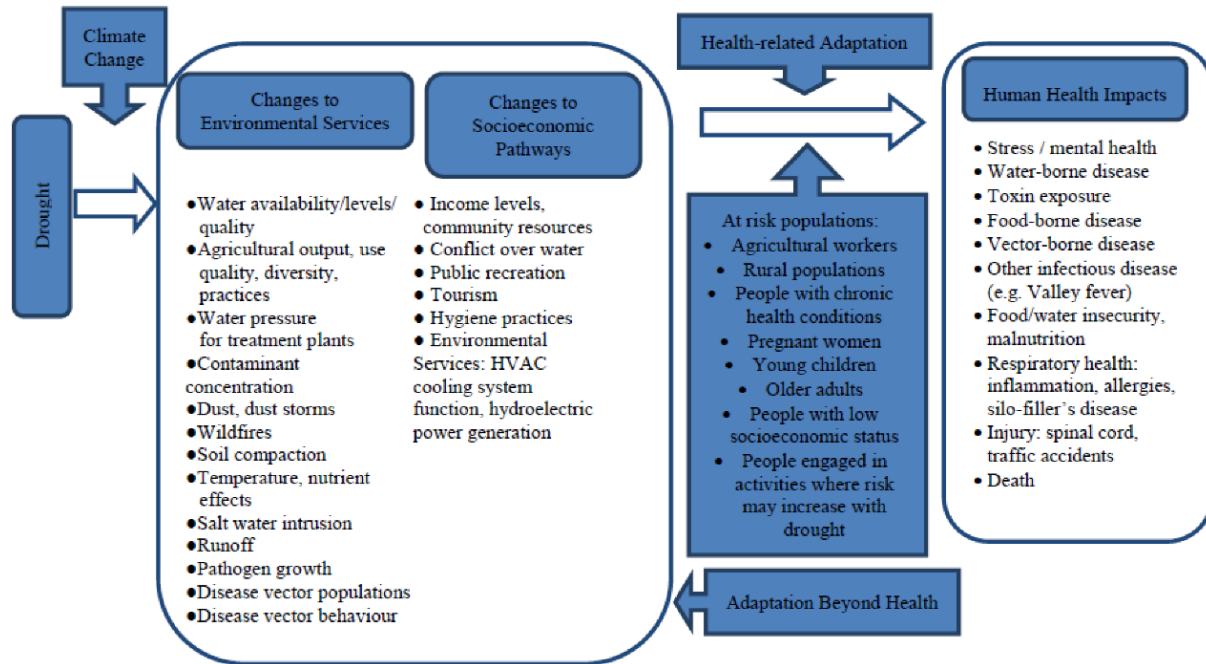 Climate
Change
Drought
Changes to
Environmental Services
●Water availability/levels/
quality
●Agricultural output, use
quality, diversity,
practices
●Water pressure
for treatment plants
●Contaminant
concentration
●Dust, dust storms
●Wildfires
●Soil compaction
●Temperature, nutrient
effects
●Salt water intrusion
●Runoff
●Pathogen growth
●Disease vector populations
●Disease vector behaviour
Changes to
Socioeconomic
Pathways
● Income levels,
community resources
● Conflict over water
● Public recreation
● Tourism
● Hygiene practices
● Environmental
Services: HVAC
cooling system
function, hydroelectric
power generation
Health-related Adaptation
At risk populations:
• Agricultural workers
• Rural populations
• People with chronic
health conditions
• Pregnant women
• Young children
• Older adults
• People with low
socioeconomic status
• People engaged in
activities where risk
may increase with
drought
Adaptation Beyond Health
Human Health Impacts
• Stress / mental health
• Water-borne disease
• Toxin exposure
• Food-borne disease
• Vector-borne disease
• Other infectious disease
(e.g. Valley fever)
• Food/water insecurity,
malnutrition
• Respiratory health:
inflammation, allergies,
silo-filler’s disease
• Injury: spinal cord,
traffic accidents
• Death